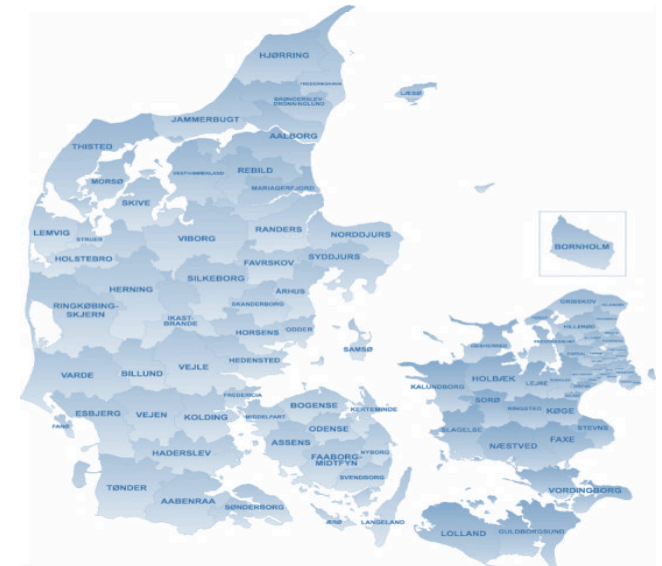 HJØRRING
FREDERIKSHAVN
LÆSØ
BRØNDERSLEV-
DRONNINGLUND
JAMMERBUGT
AALBORG
THISTED
VESTHIMMERLAND
REBILD
MORSØ
MARIAGERFJORD
SKIVE
LEMVIG
STRUER
VIBORG
RANDERS
NORDDJURS
BORNHOLM
HOLSTEBRO
FAVRSKOV
SYDDJURS
SILKEBORG
HERNING
ÅRHUS
RINGKØBING-
SKJERN
SKANDERBORG
IKAST-
BRANDE
HORSENS
ODDER
GRIBSKOV
HILLERØD
SAMSØ
HEDENSTED
VEJLE
BILLUND
VARDE
KALUNDBORG
HOLBÆK
LEJRE
FREDERICIA
BOGENSE
KERTEMINDE
SORØ
RINGSTED
KØGE
ESBJERG
VEJEN
KOLDING
MIDDELFART
ODENSE
FANØ
ASSENS
SLAGELSE
STEVNS
NÆSTVED
FAXE
HADERSLEV
NYBORG
FAABORG-
MIDTFYN
SVENDBORG
TØNDER
AABENRAA
SØNDERBORG
ÆRØ
LANGELAND
VORDINGBORG
LOLLAND
GULDBORGSUND